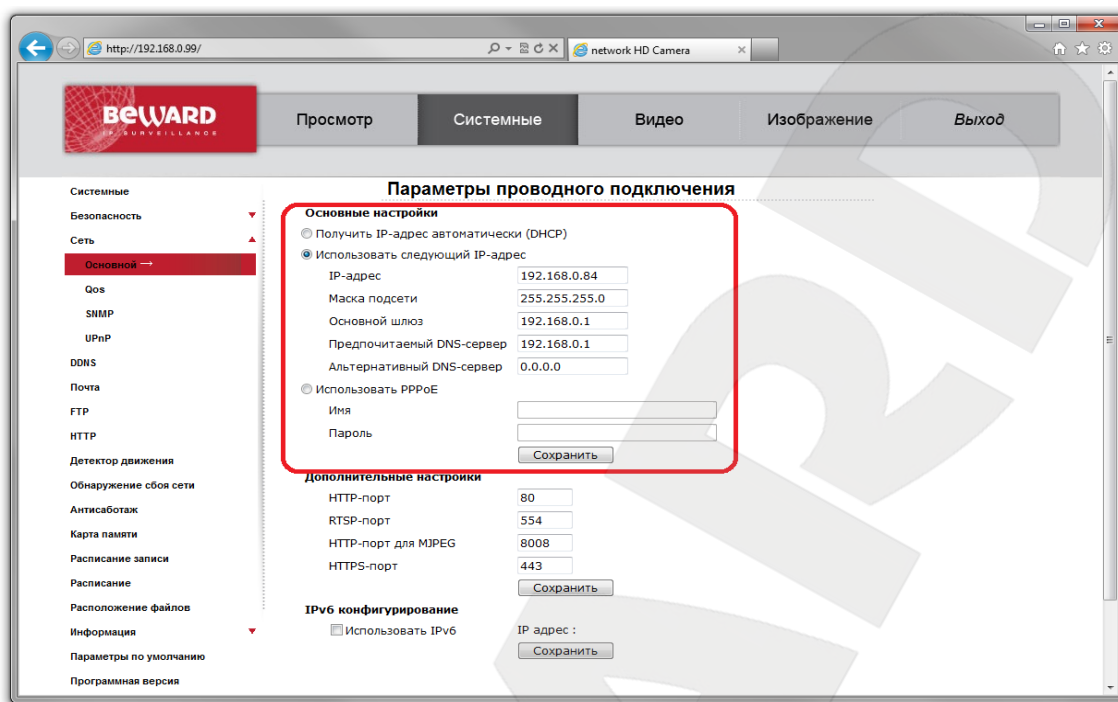 http://192.168.0.99/
network HD Camera
BEWARD
IP SURVEILLANCE
Просмотр
Системные
Видео
Изображение
Выход
Системные
Безопасность
Сеть
Основной →
Qos
SNMP
UPnP
DDNS
Почта
FTP
HTTP
Детектор движения
Обнаружение сбоя сети
Антисаботаж
Карта памяти
Расписание записи
Расписание
Расположение файлов
Информация
Параметры по умолчанию
Программная версия
Параметры проводного подключения
Основные настройки
Получить IP-адрес автоматически (DHCP)
Использовать следующий IP-адрес
IP-адрес 192.168.0.84
Маска подсети 255.255.255.0
Основной шлюз 192.168.0.1
Предпочитаемый DNS-сервер 192.168.0.1
Альтернативный DNS-сервер 0.0.0.0
Использовать PPPoE
Имя
Пароль
Сохранить
Дополнительные настройки
HTTP-порт 80
RTSP-порт 554
HTTP-порт для MJPEG 8008
HTTPS-порт 443
Сохранить
IPv6 конфигурирование
Использовать IPv6 IP адрес :
Сохранить